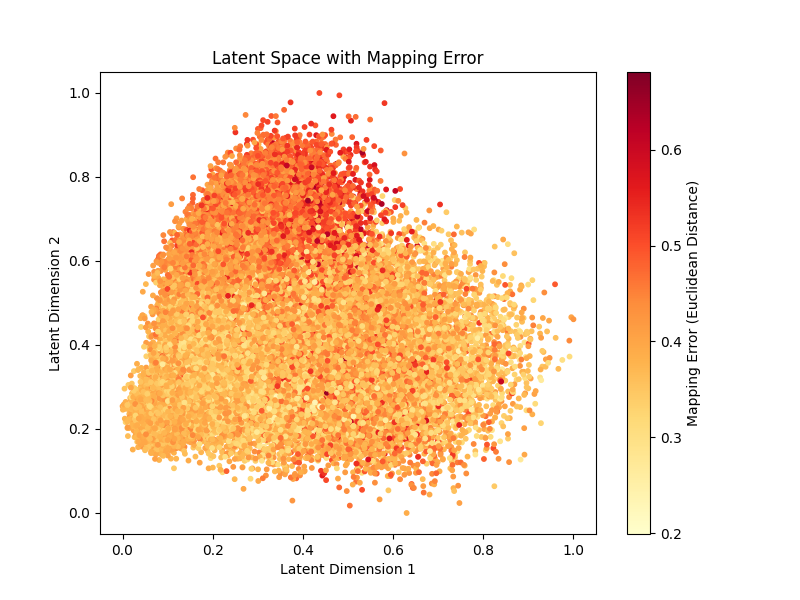 Latent Space with Mapping Error
Latent Dimension 2
1.0
0.8
0.6
0.4
0.2
0.0
0.0 0.2 0.4 0.6 0.8 1.0
Latent Dimension 1
0.6
0.5
0.4
0.3
0.2
Mapping Error (Euclidean Distance)